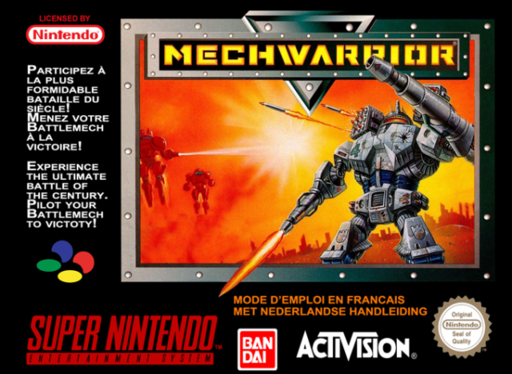 LICENSED BY
Nintendo
MECHWARRIOR
PARTICIPEZ À
LA PLUS
FORMIDABLE
BATAILLE DU
SIÈCLE!
MENEZ VOTRE
BATTLEMECH
À LA
VICTOIRE!
EXPERIENCE
THE ULTIMATE
BATTLE OF
THE CENTURY.
PILOT YOUR
BATTLEMECH
TO VICTOTY!
MODE D'EMPLOI EN FRANCAIS
MET NEDERLANDSE HANDLEIDING
SUPER NINTENDO
ENTERTAINMENT SYSTEM
BAN
DAI
ACTIVISION®
Original
Nintendo
Seal of
Quality